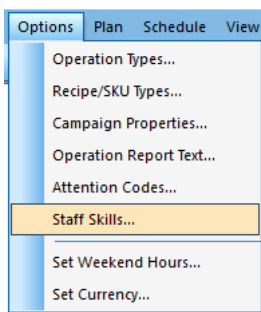 Options Plan Schedule View
Operation Types...
Recipe/SKU Types...
Campaign Properties...
Operation Report Text...
Attention Codes...
Staff Skills...
Set Weekend Hours...
Set Currency...